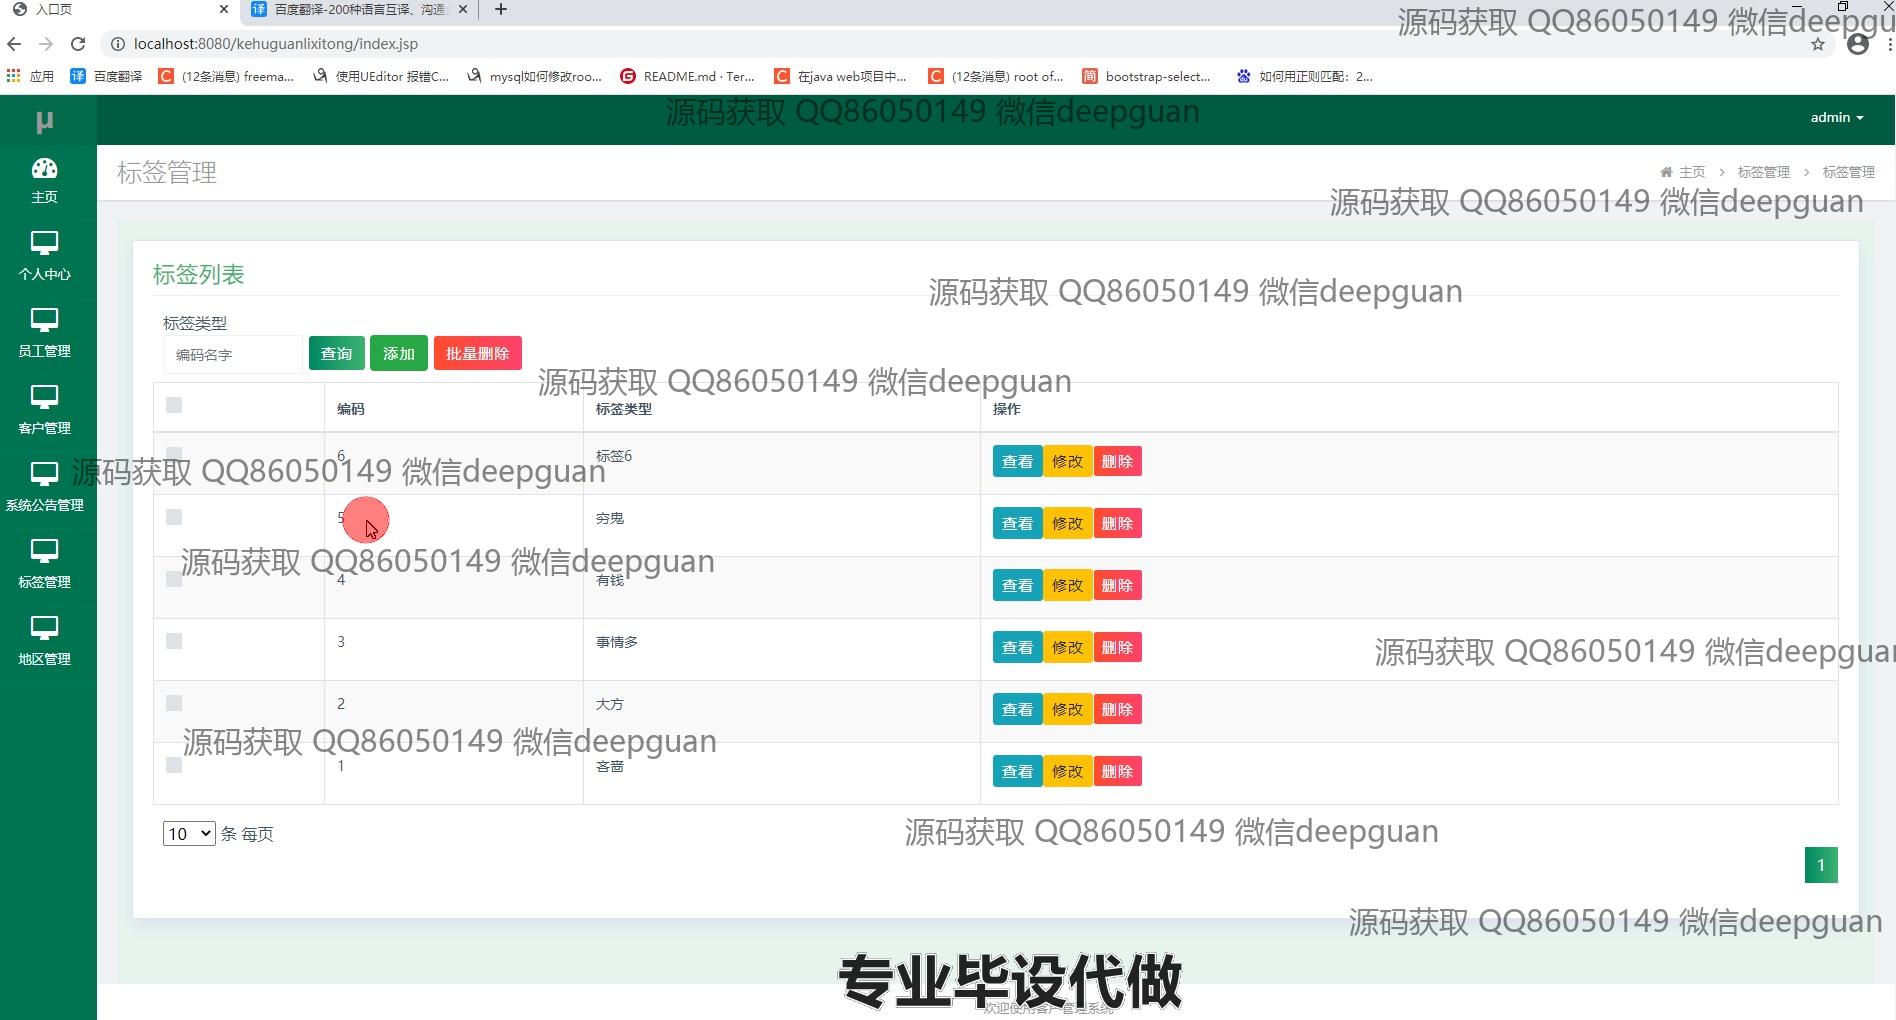 入口页
百度翻译-200种语言互译、沟通
源码获取 QQ86050149 微信deepgu
localhost:8080/kehuguanlixitong/index.jsp
应用 百度翻译 (12条消息) freema... 使用UEditor 报错C... mysql如何修改roo... README.md · Ter... 在java web项目中... (12条消息) root of... bootstrap-select... 如何用正则匹配：2...
源码获取 QQ86050149 微信deepguan
μ
admin
主页
标签管理
主页 > 标签管理 > 标签管理
源码获取 QQ86050149 微信deepguan
个人中心
标签列表
源码获取 QQ86050149 微信deepguan
标签类型
员工管理
编码名字 查询 添加 批量删除
源码获取 QQ86050149 微信deepguan
编码 标签类型 操作
客户管理
6 标签6 查看 修改 删除
源码获取 QQ86050149 微信deepguan
系统公告管理
5 穷鬼 查看 修改 删除
源码获取 QQ86050149 微信deepguan
标签管理
4 有钱 查看 修改 删除
3 事情多 查看 修改 删除
源码获取 QQ86050149 微信deepguan
地区管理
2 大方 查看 修改 删除
源码获取 QQ86050149 微信deepguan
1 吝啬 查看 修改 删除
10 条 每页
源码获取 QQ86050149 微信deepguan
1
源码获取 QQ86050149 微信deepguan
专业毕设代做
欢迎使用客户管理系统